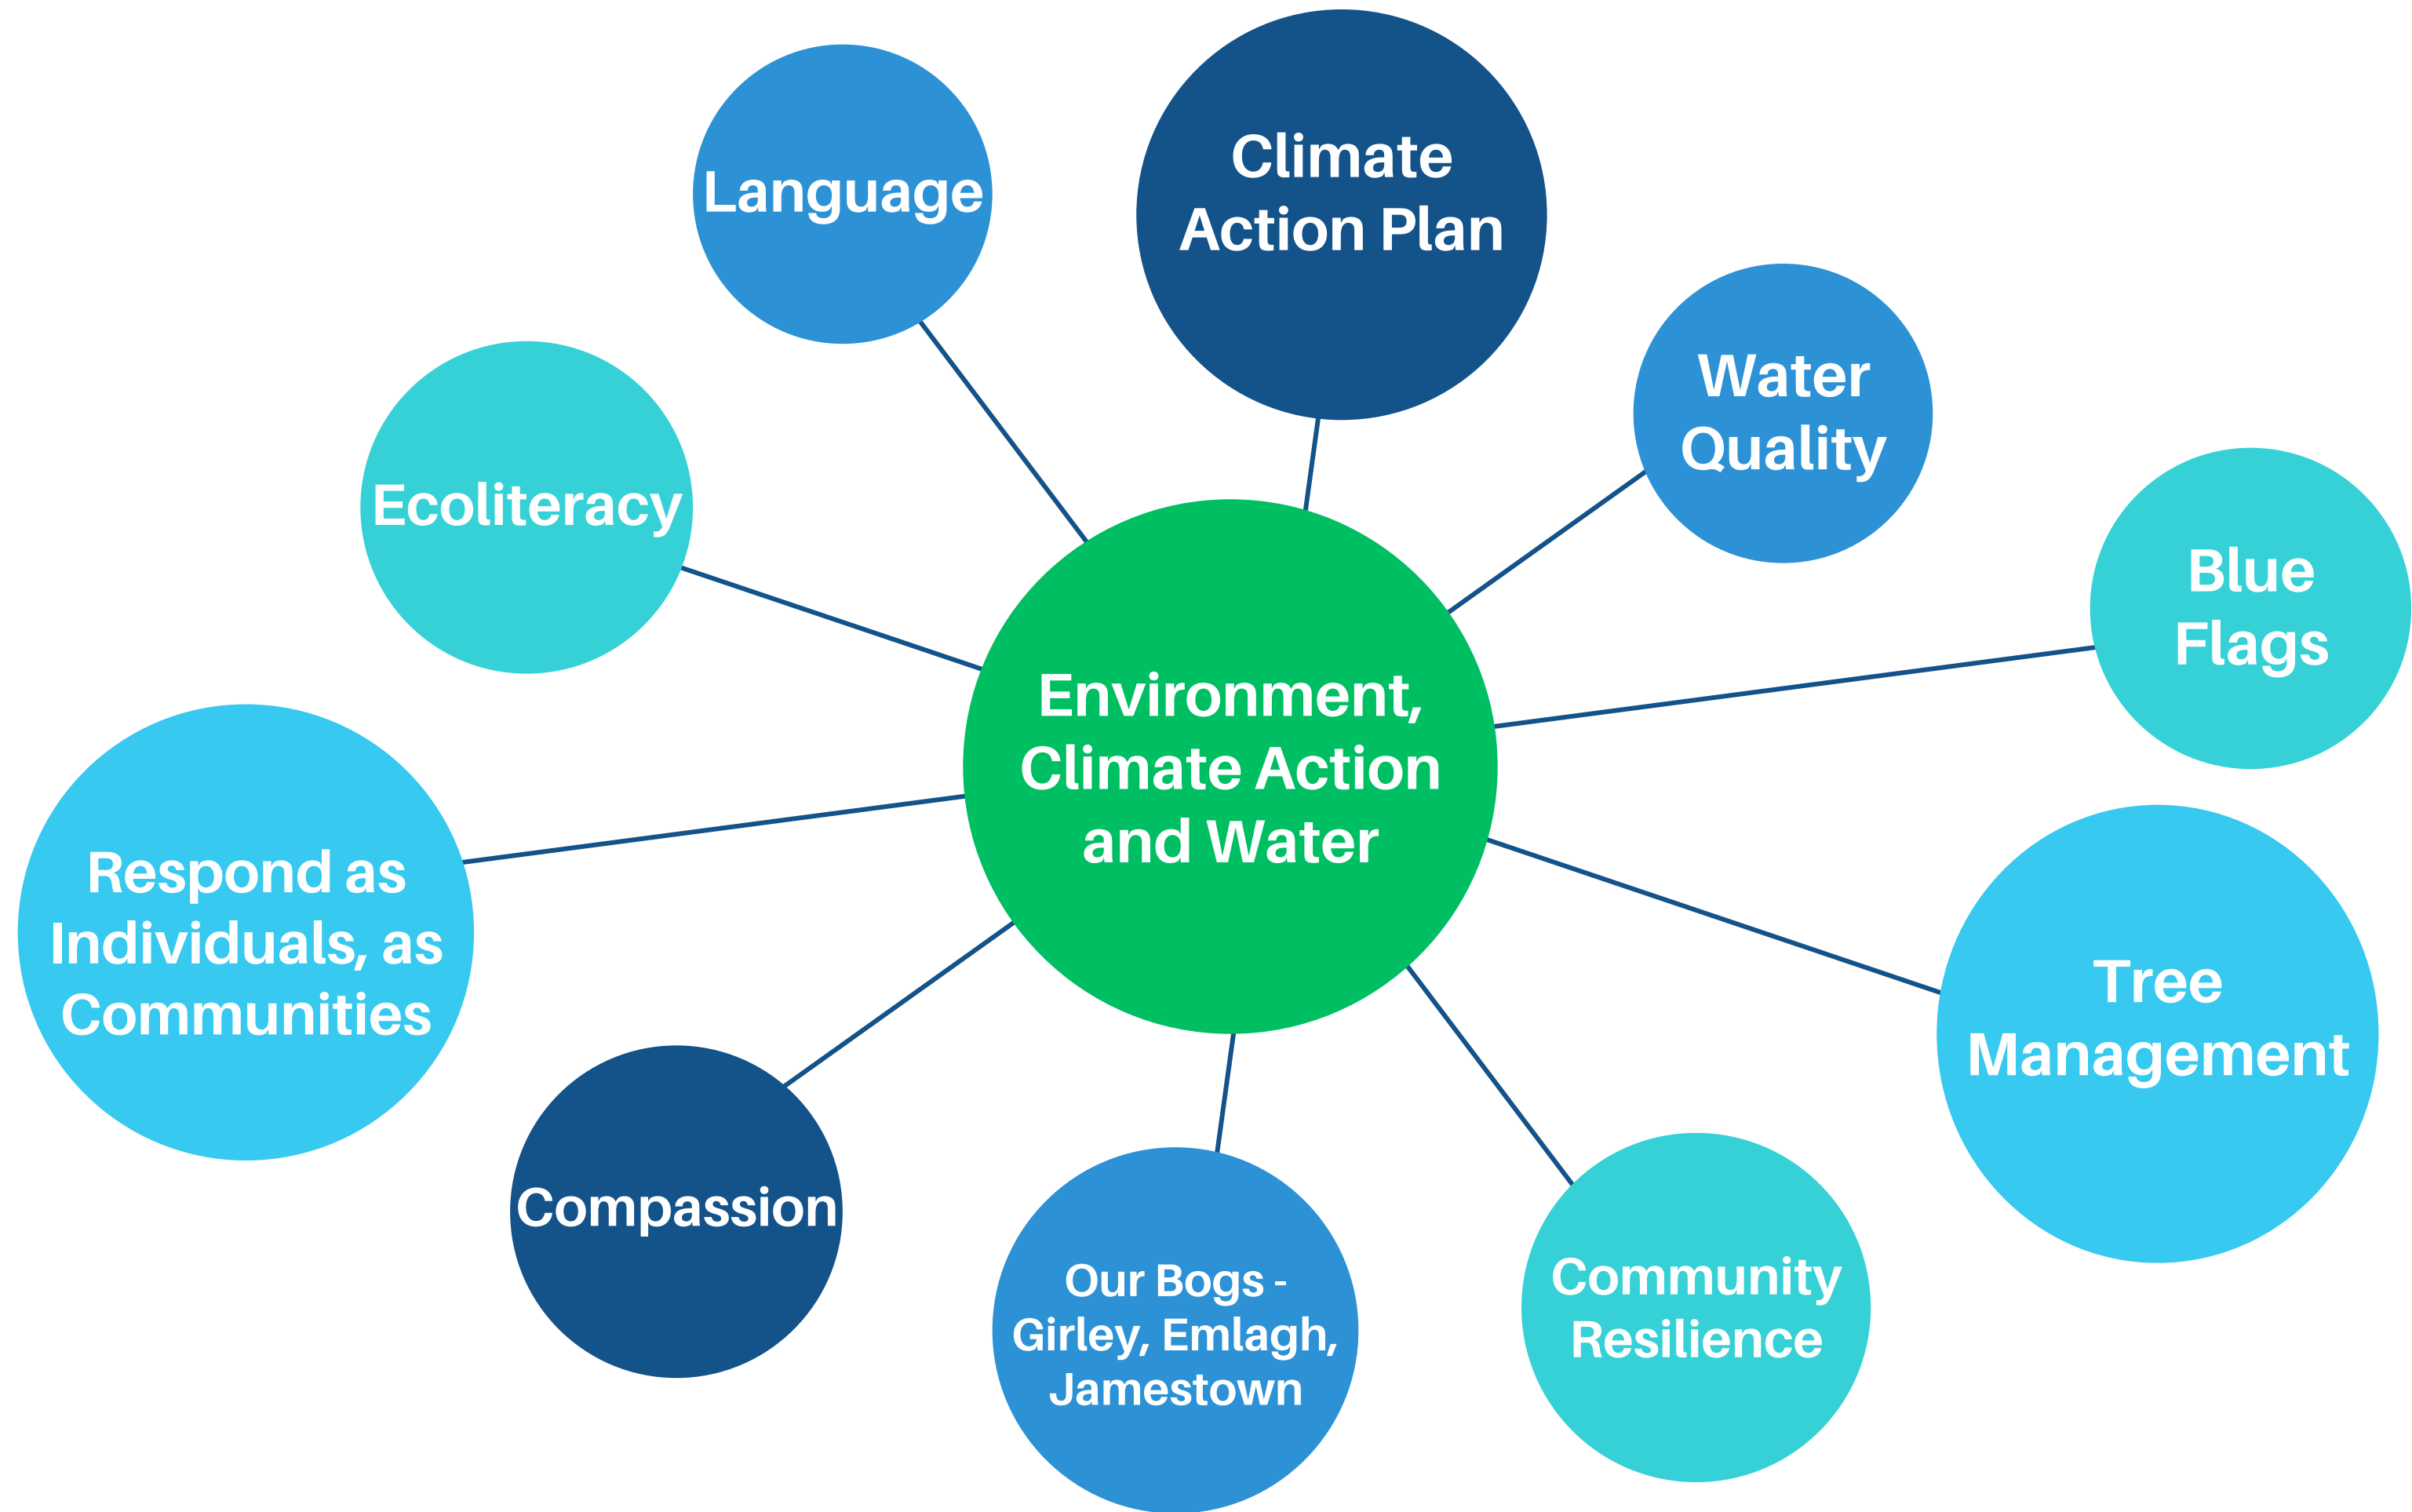 Climate
Action Plan
Language
Water
Quality
Ecoliteracy
Blue
Flags
Environment,
Climate Action
and Water
Respond as
Individuals, as
Communities
Tree
Management
Compassion
Our Bogs -
Girley, Emlagh,
Jamestown
Community
Resilience